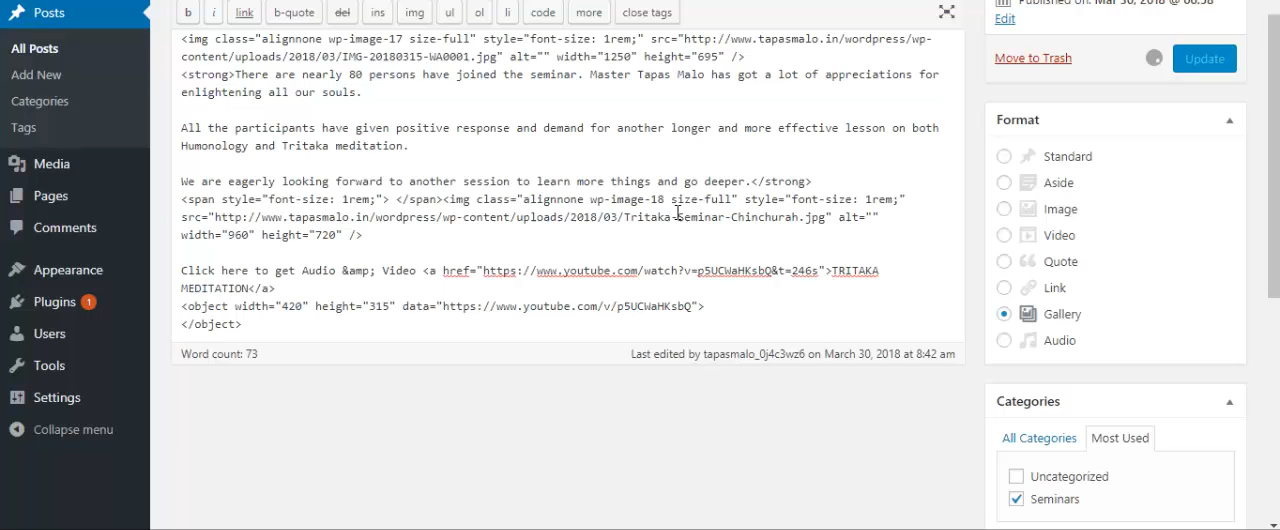 Posts
All Posts
Add New
Categories
Tags
Media
Pages
Comments
Appearance
Plugins 1
Users
Tools
Settings
Collapse menu
b i link b-quote del ins img ul ol li code more close tags
<img class="alignnone wp-image-17 size-full" style="font-size: 1rem;" src="http://www.tapasmalo.in/wordpress/wp-
content/uploads/2018/03/IMG-20180315-WA0001.jpg" alt="" width="1250" height="695" />
<strong>There are nearly 80 persons have joined the seminar. Master Tapas Malo has got a lot of appreciations for
enlightening all our souls.
All the participants have given positive response and demand for another longer and more effective lesson on both
Humonology and Tritaka meditation.
We are eagerly looking forward to another session to learn more things and go deeper.</strong>
<span style="font-size: 1rem;"> </span><img class="alignnone wp-image-18 size-full" style="font-size: 1rem;"
src="http://www.tapasmalo.in/wordpress/wp-content/uploads/2018/03/Tritaka-Seminar-Chinchurah.jpg" alt=""
width="960" height="720" />
Click here to get Audio &amp; Video <a href="https://www.youtube.com/watch?v=p5UCWaHKsbQ&t=246s">TRITAKA
MEDITATION</a>
<object width="420" height="315" data="https://www.youtube.com/v/p5UCWaHKsbQ">
</object>
Word count: 73
Last edited by tapasmalo_0j4c3wz6 on March 30, 2018 at 8:42 am
Published on: Mar 30, 2018 @ 06:58
Edit
Move to Trash
Update
Format
Standard
Aside
Image
Video
Quote
Link
Gallery
Audio
Categories
All Categories
Most Used
Uncategorized
Seminars